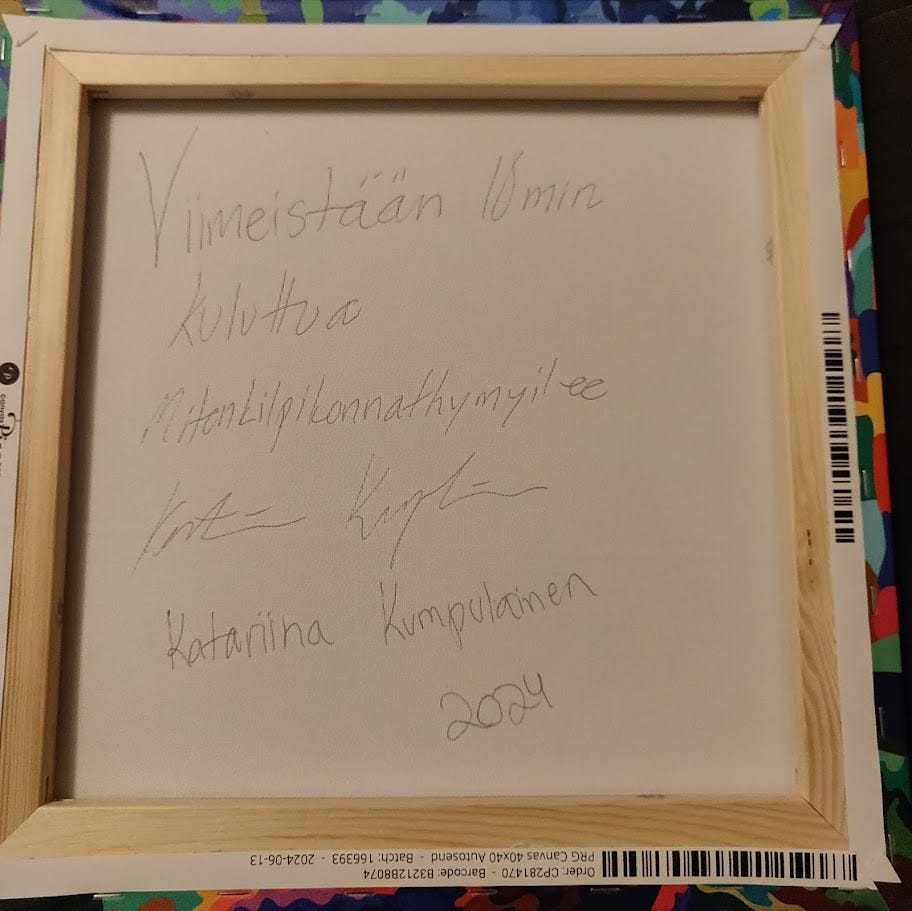 Viimeistään 10min
kuluttua
Mitenkilpikonnathymyilee
Katariina Kumpulainen
2024
Order: CP281470 - Barcode: B3212B8074
PRG Canvas 40x40 Autosend - Batch: 166393 - 2024-06-13